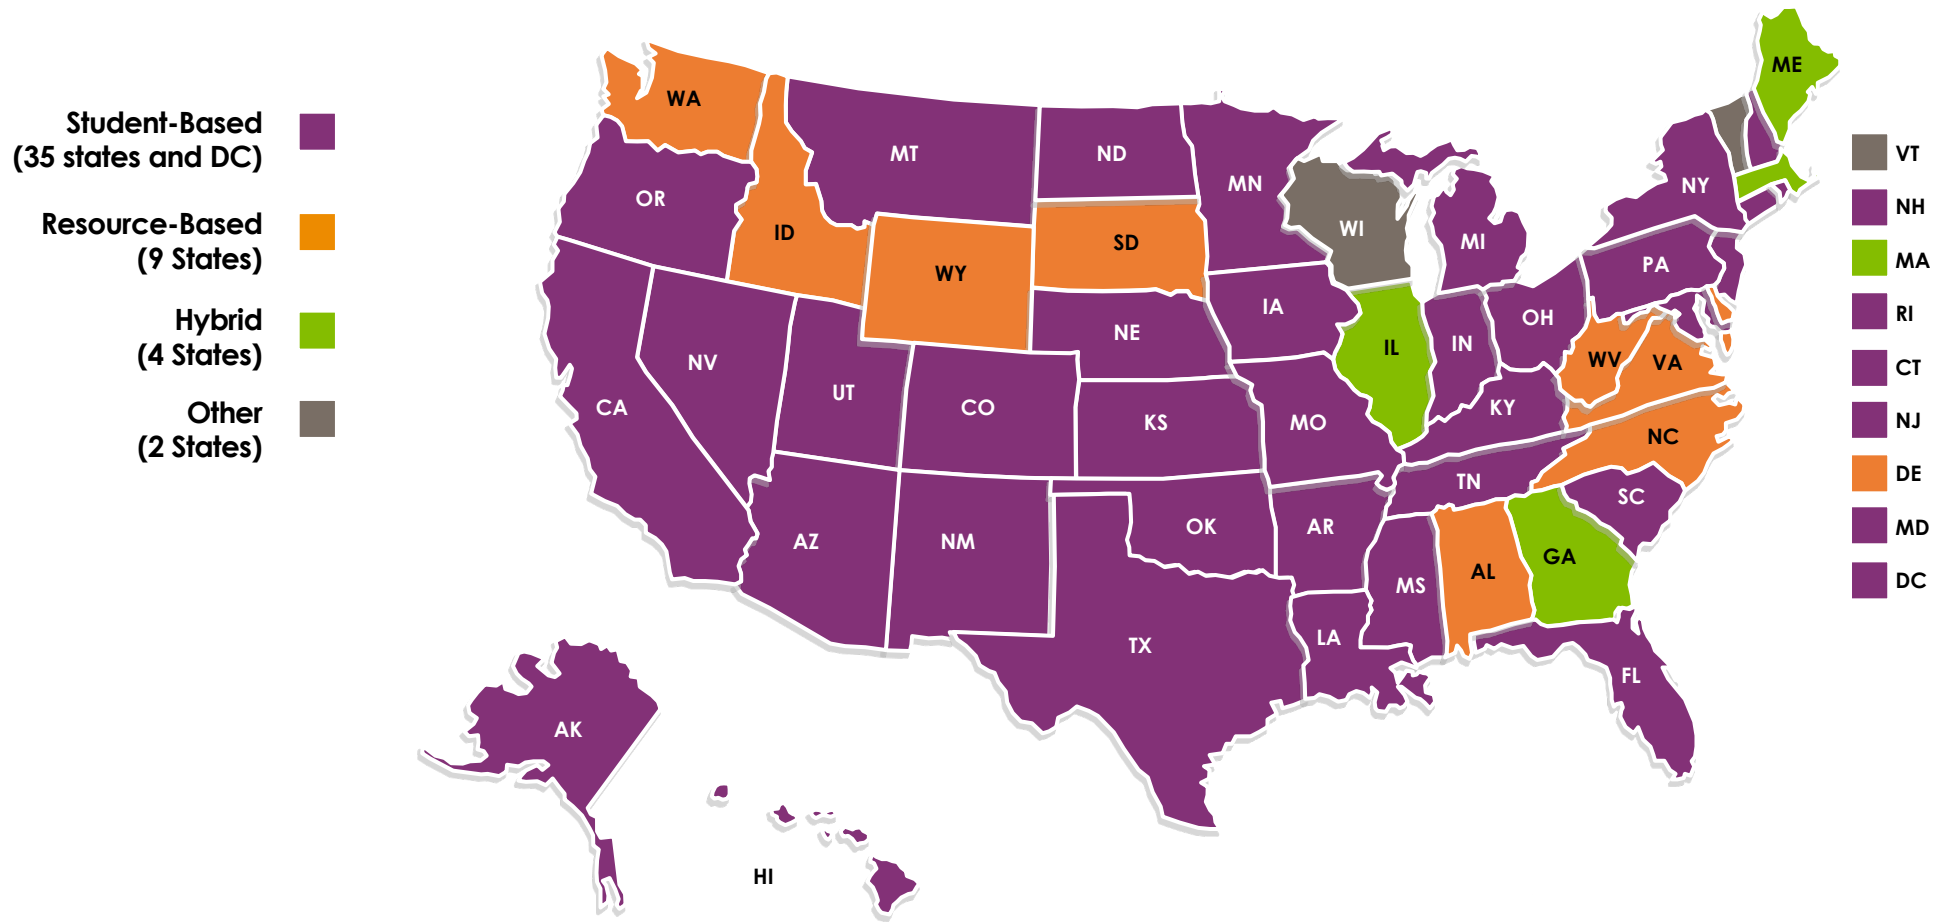 Student-Based
(35 states and DC)
Resource-Based
(9 States)
Hybrid
(4 States)
Other
(2 States)
WA
OR
ID
MT
WY
ND
SD
NE
MN
WI
IA
MI
NY
PA
ME
IL
IN
OH
WV
VA
KY
NC
TN
SC
CA
NV
UT
CO
KS
MO
AZ
NM
OK
AR
MS
AL
GA
TX
LA
FL
AK
HI
VT
NH
MA
RI
CT
NJ
DE
MD
DC